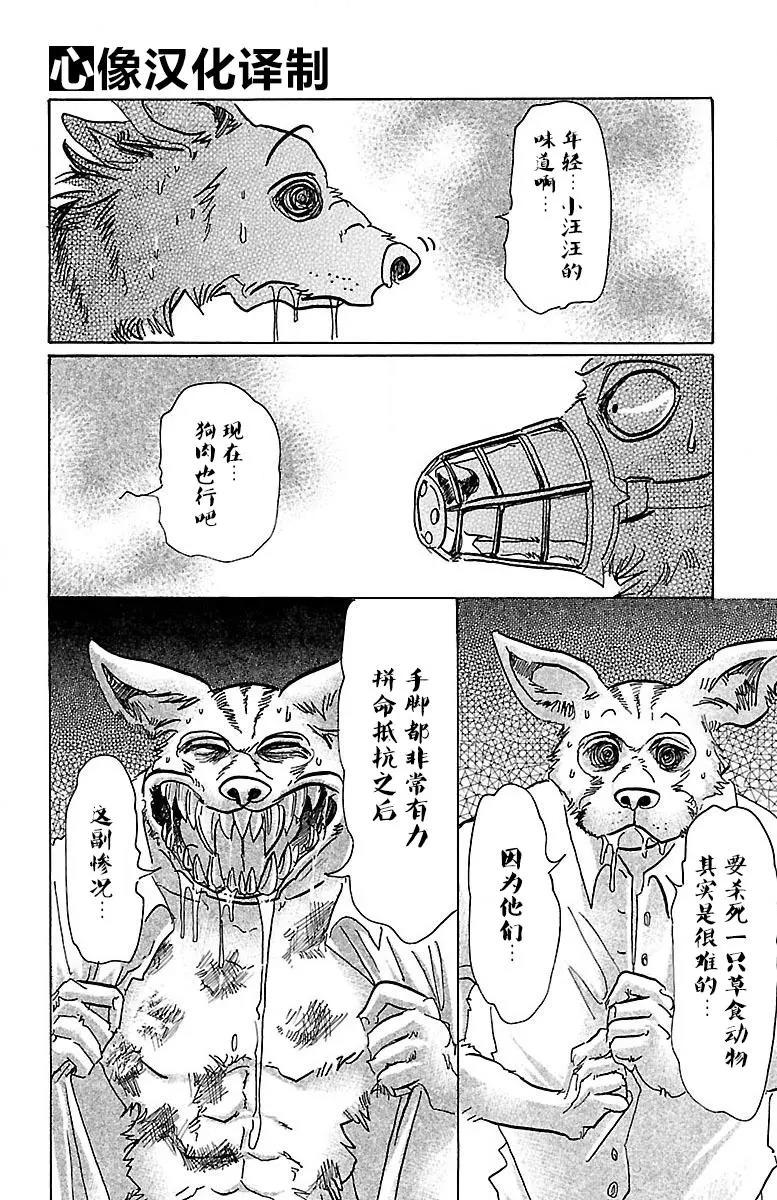 心像汉化译制
年轻…小汪汪的
味道啊…
现在…
狗肉也行吧
要杀死一只草食动物
其实是很难的…
因为他们…
手脚都非常有力
拼命抵抗之后
这副惨况…